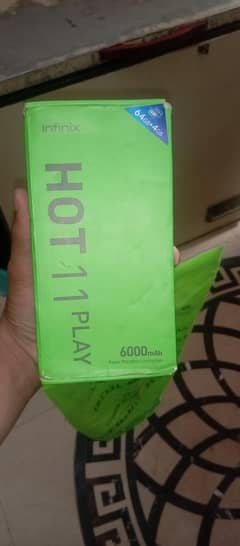 Infinix
64GB+4GB
HOT 11 PLAY
6000mAh